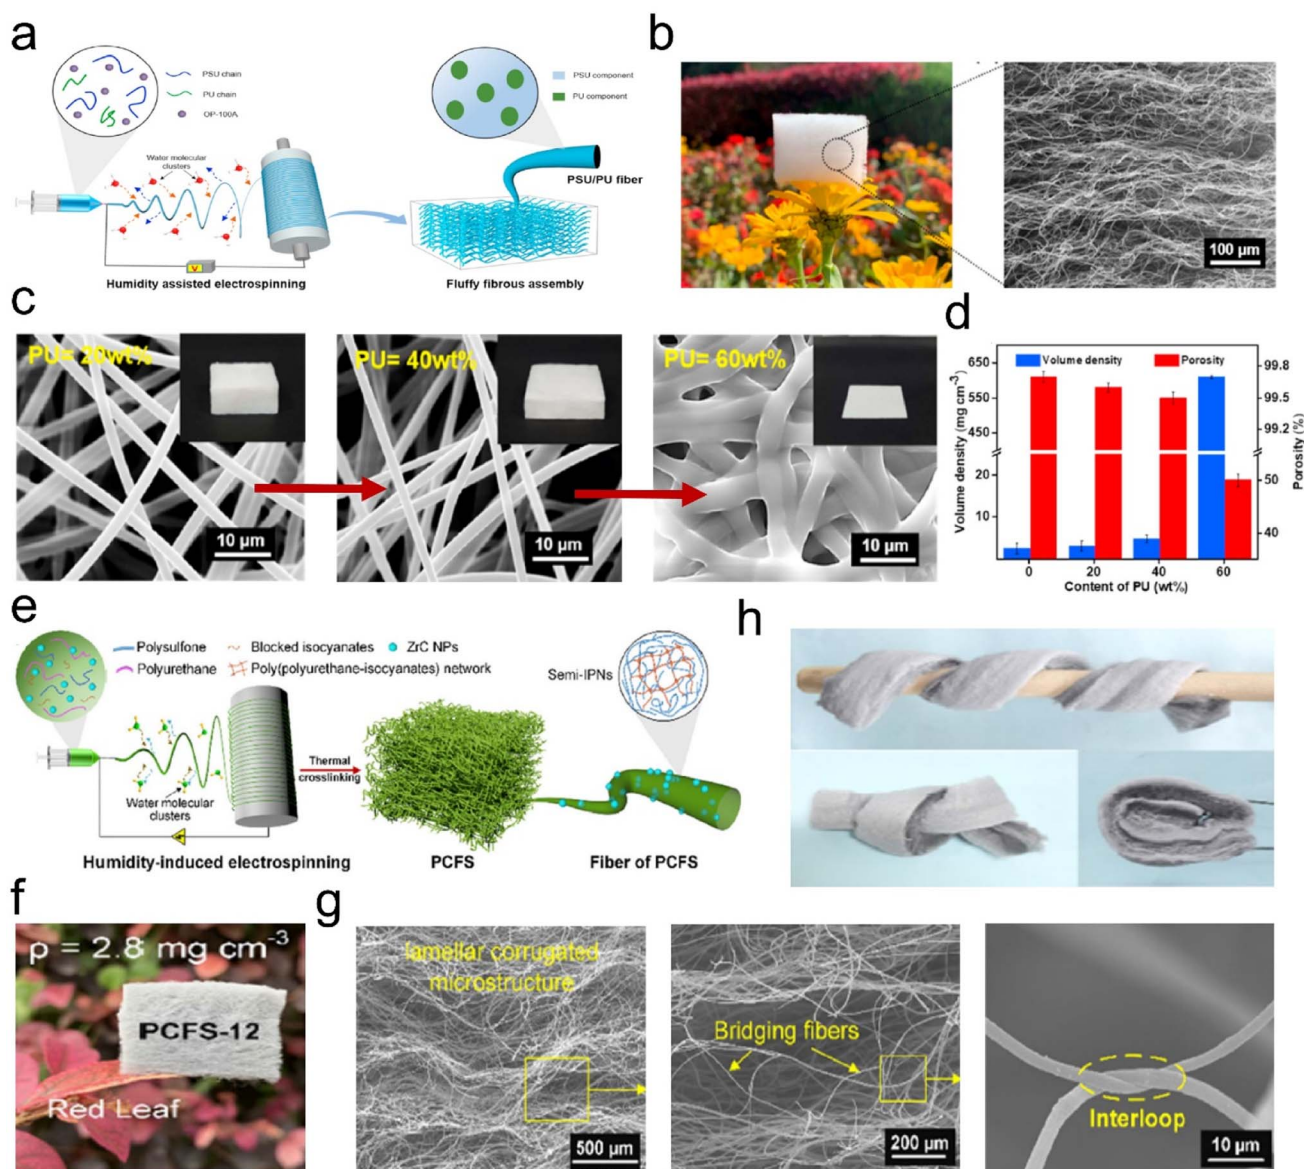 a
PSU chain
PU chain
OP-100A
Water molecular
clusters
V
Humidity assisted electrospinning
PSU component
PU component
PSU/PU fiber
Fluffy fibrous assembly
b
100 µm
c
PU= 20wt%
10 µm
PU= 40wt%
10 µm
PU= 60wt%
10 µm
d
Volume density
Porosity
Volume density (mg cm⁻³)
650
600
550
500
450
20
10
99.8
99.5
99.2
50
40
Porosity (%)
0
20
40
60
Content of PU (wt%)
e
Polysulfone
Polyurethane
Blocked isocyanates
ZrC NPs
Poly(polyurethane-isocyanates) network
Semi-IPNs
Water molecular
clusters
Thermal
crosslinking
Humidity-induced electrospinning
PCFS
Fiber of PCFS
h
f
ρ = 2.8 mg cm⁻³
PCFS-12
Red Leaf
g
lamellar corrugated
microstructure
500 µm
Bridging fibers
200 µm
Interloop
10 µm